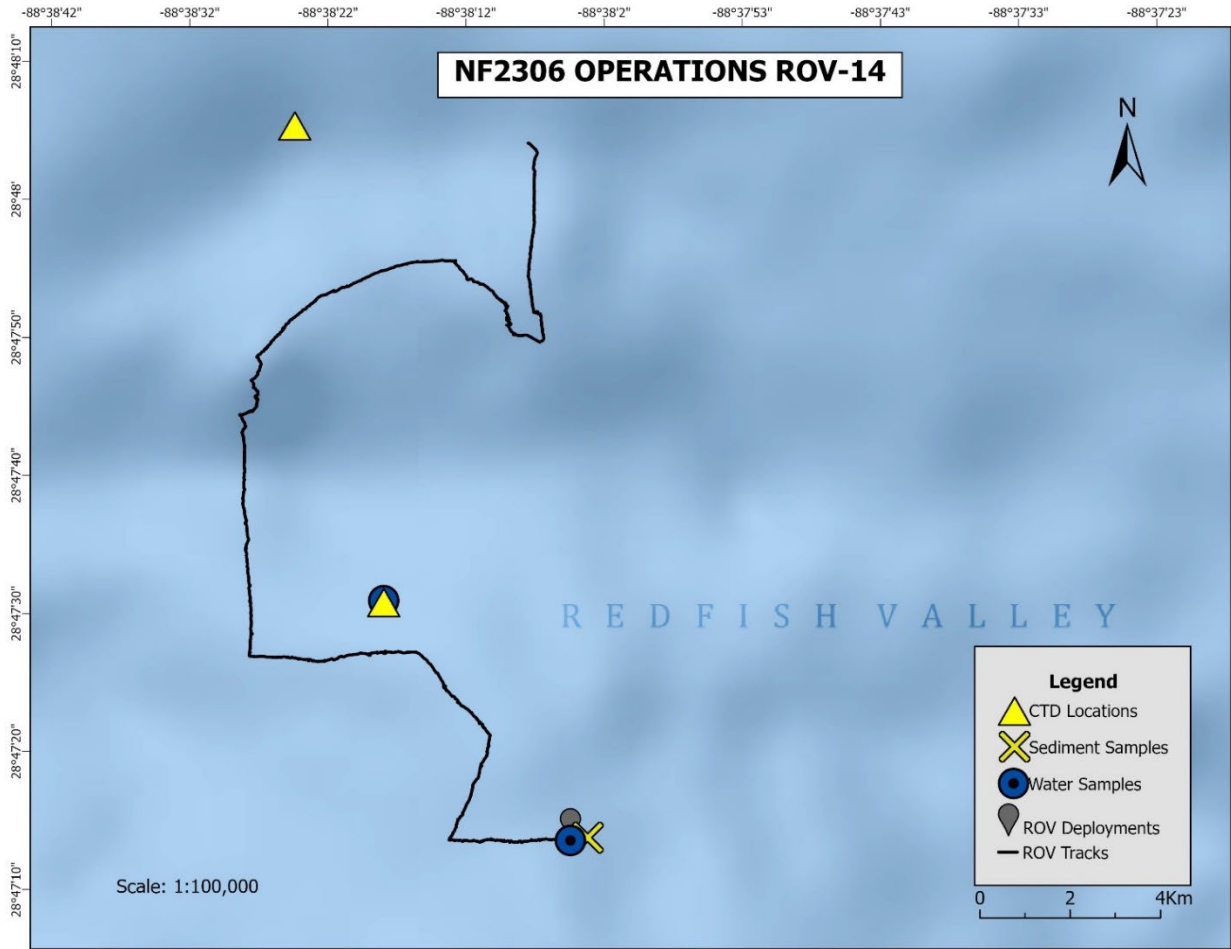 -88°38'42" -88°38'32" -88°38'22" -88°38'12" -88°38'2" -88°37'53" -88°37'43" -88°37'33" -88°37'23"
28°48'10"
NF2306 OPERATIONS ROV-14
N
28°48'
28°47'50"
28°47'40"
28°47'30"
REDFISH VALLEY
Legend
CTD Locations
Sediment Samples
28°47'20"
Water Samples
ROV Deployments
ROV Tracks
28°47'10"
Scale: 1:100,000
0 2 4Km